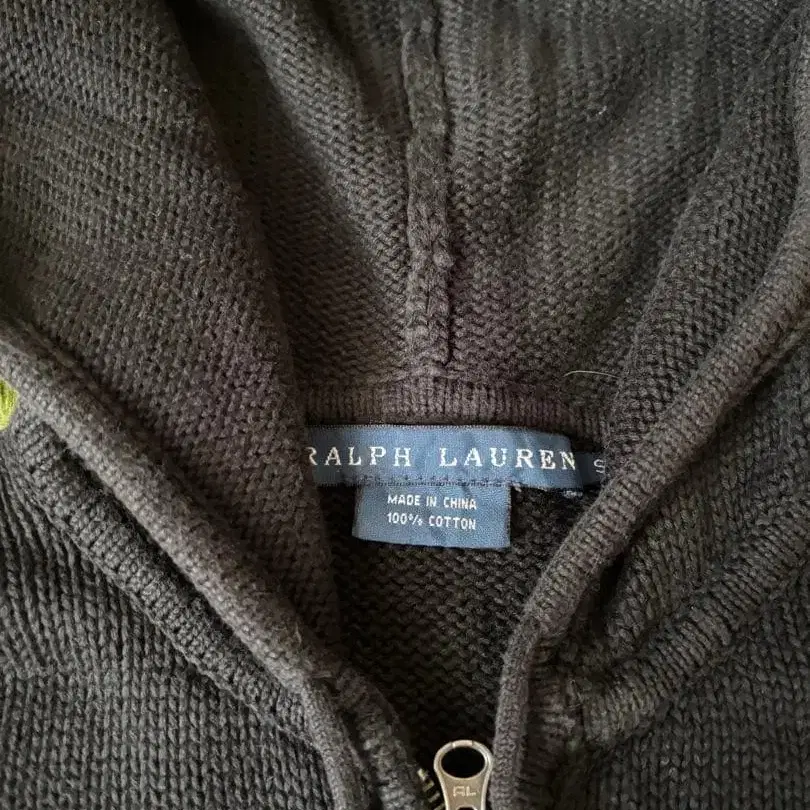 RALPH LAUREN S
MADE IN CHINA
100% COTTON
RL